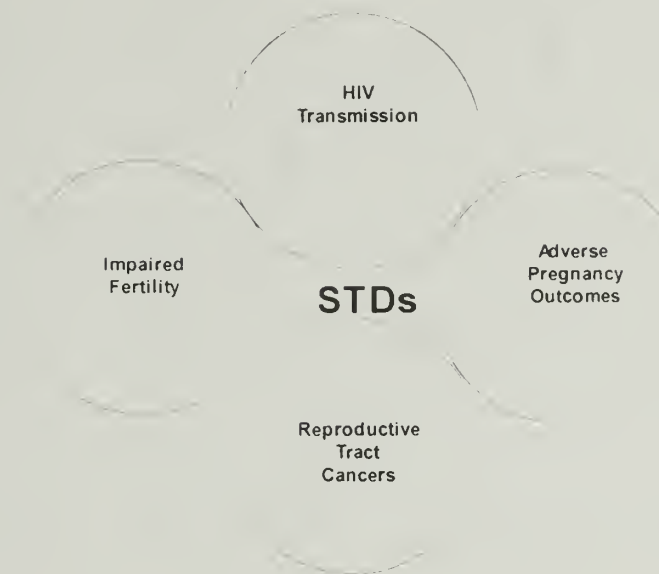 HIV
Transmission
Impaired
Fertility
STDs
Adverse
Pregnancy
Outcomes
Reproductive
Tract
Cancers